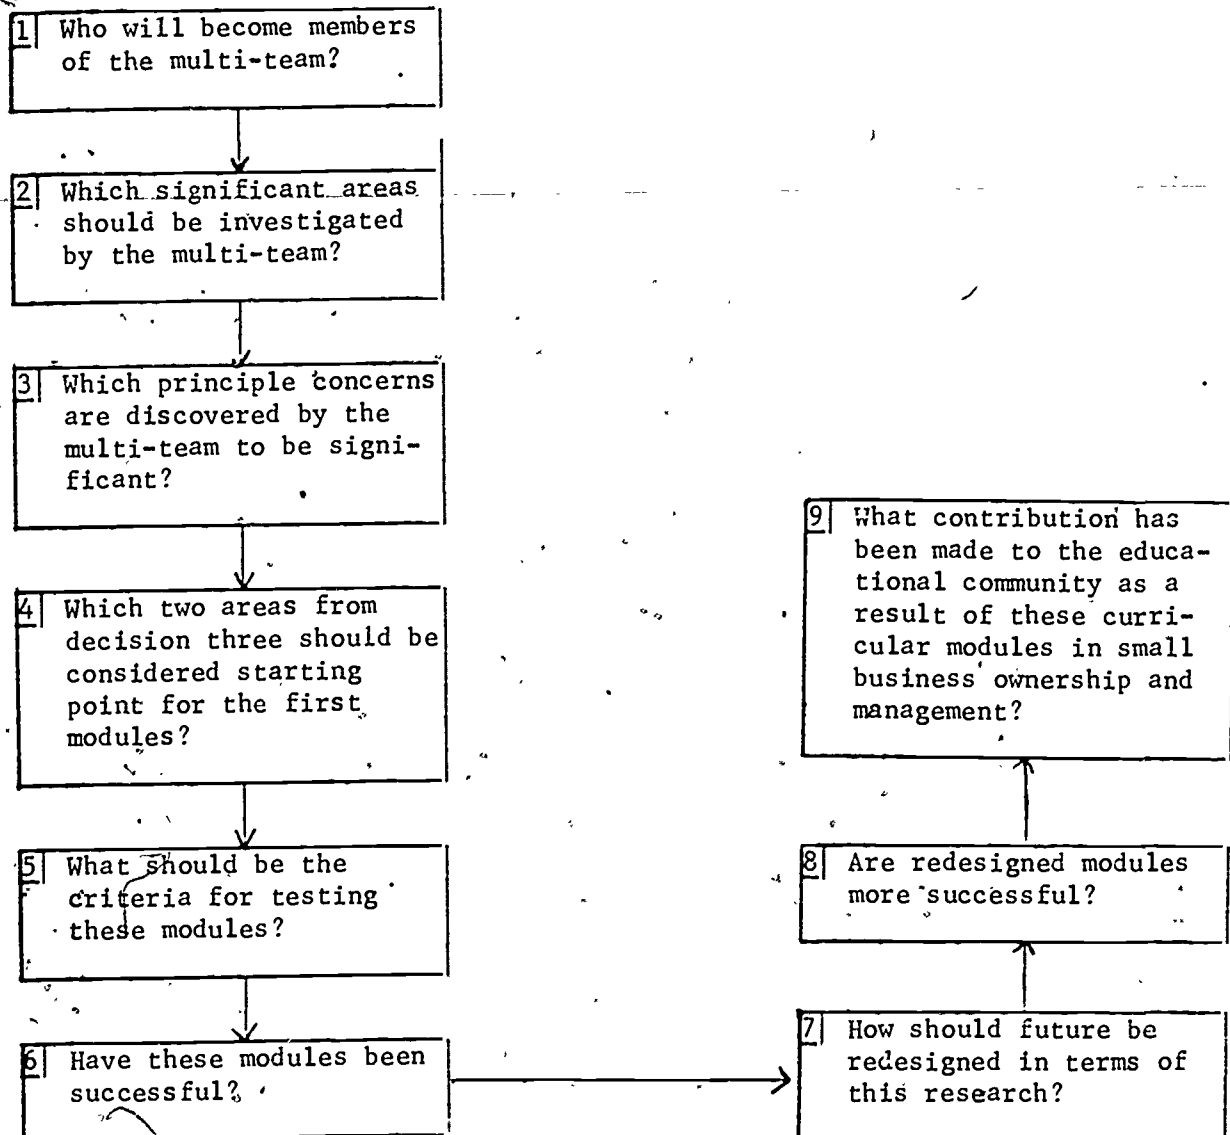 1 Who will become members
of the multi-team?
2 Which significant areas
should be investigated
by the multi-team?
3 Which principle concerns
are discovered by the
multi-team to be signi-
ficant?
4 Which two areas from
decision three should be
considered starting
point for the first
modules?
5 What should be the
criteria for testing
these modules?
6 Have these modules been
successful?
7 How should future be
redesigned in terms of
this research?
8 Are redesigned modules
more successful?
9 What contribution has
been made to the educa-
tional community as a
result of these curri-
cular modules in small
business ownership and
management?